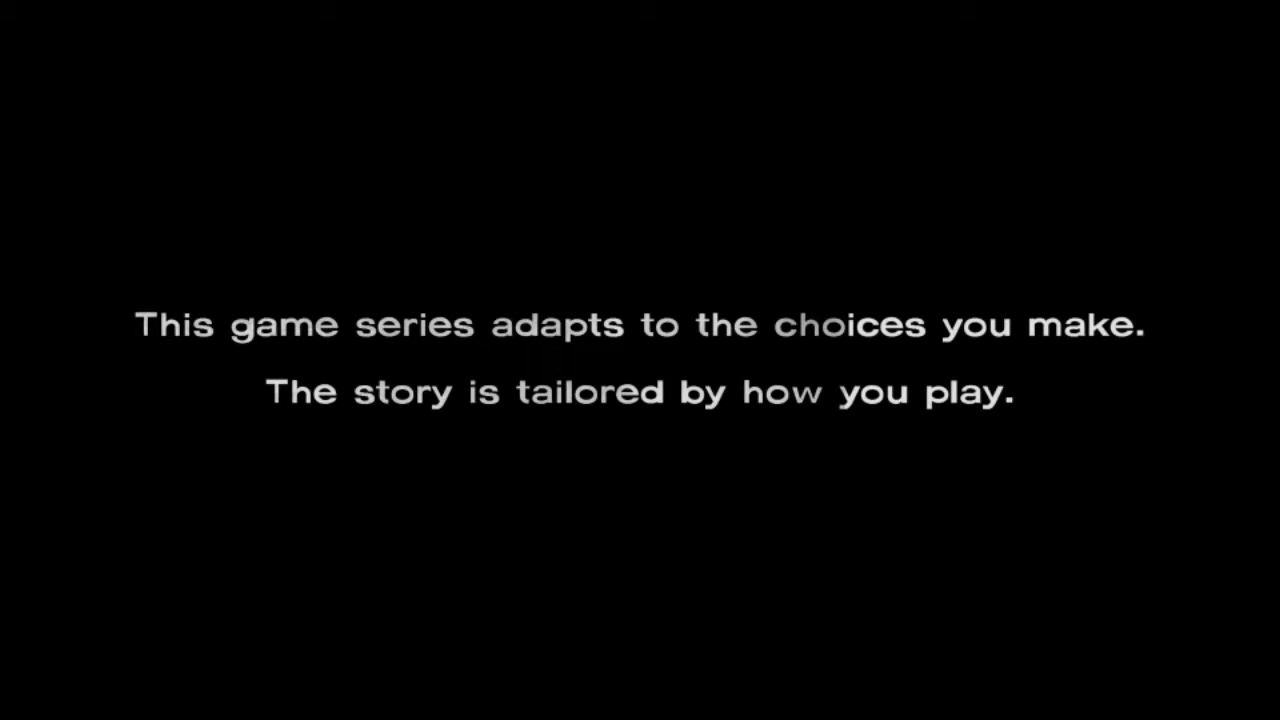 This game series adapts to the choices you make.
The story is tailored by how you play.